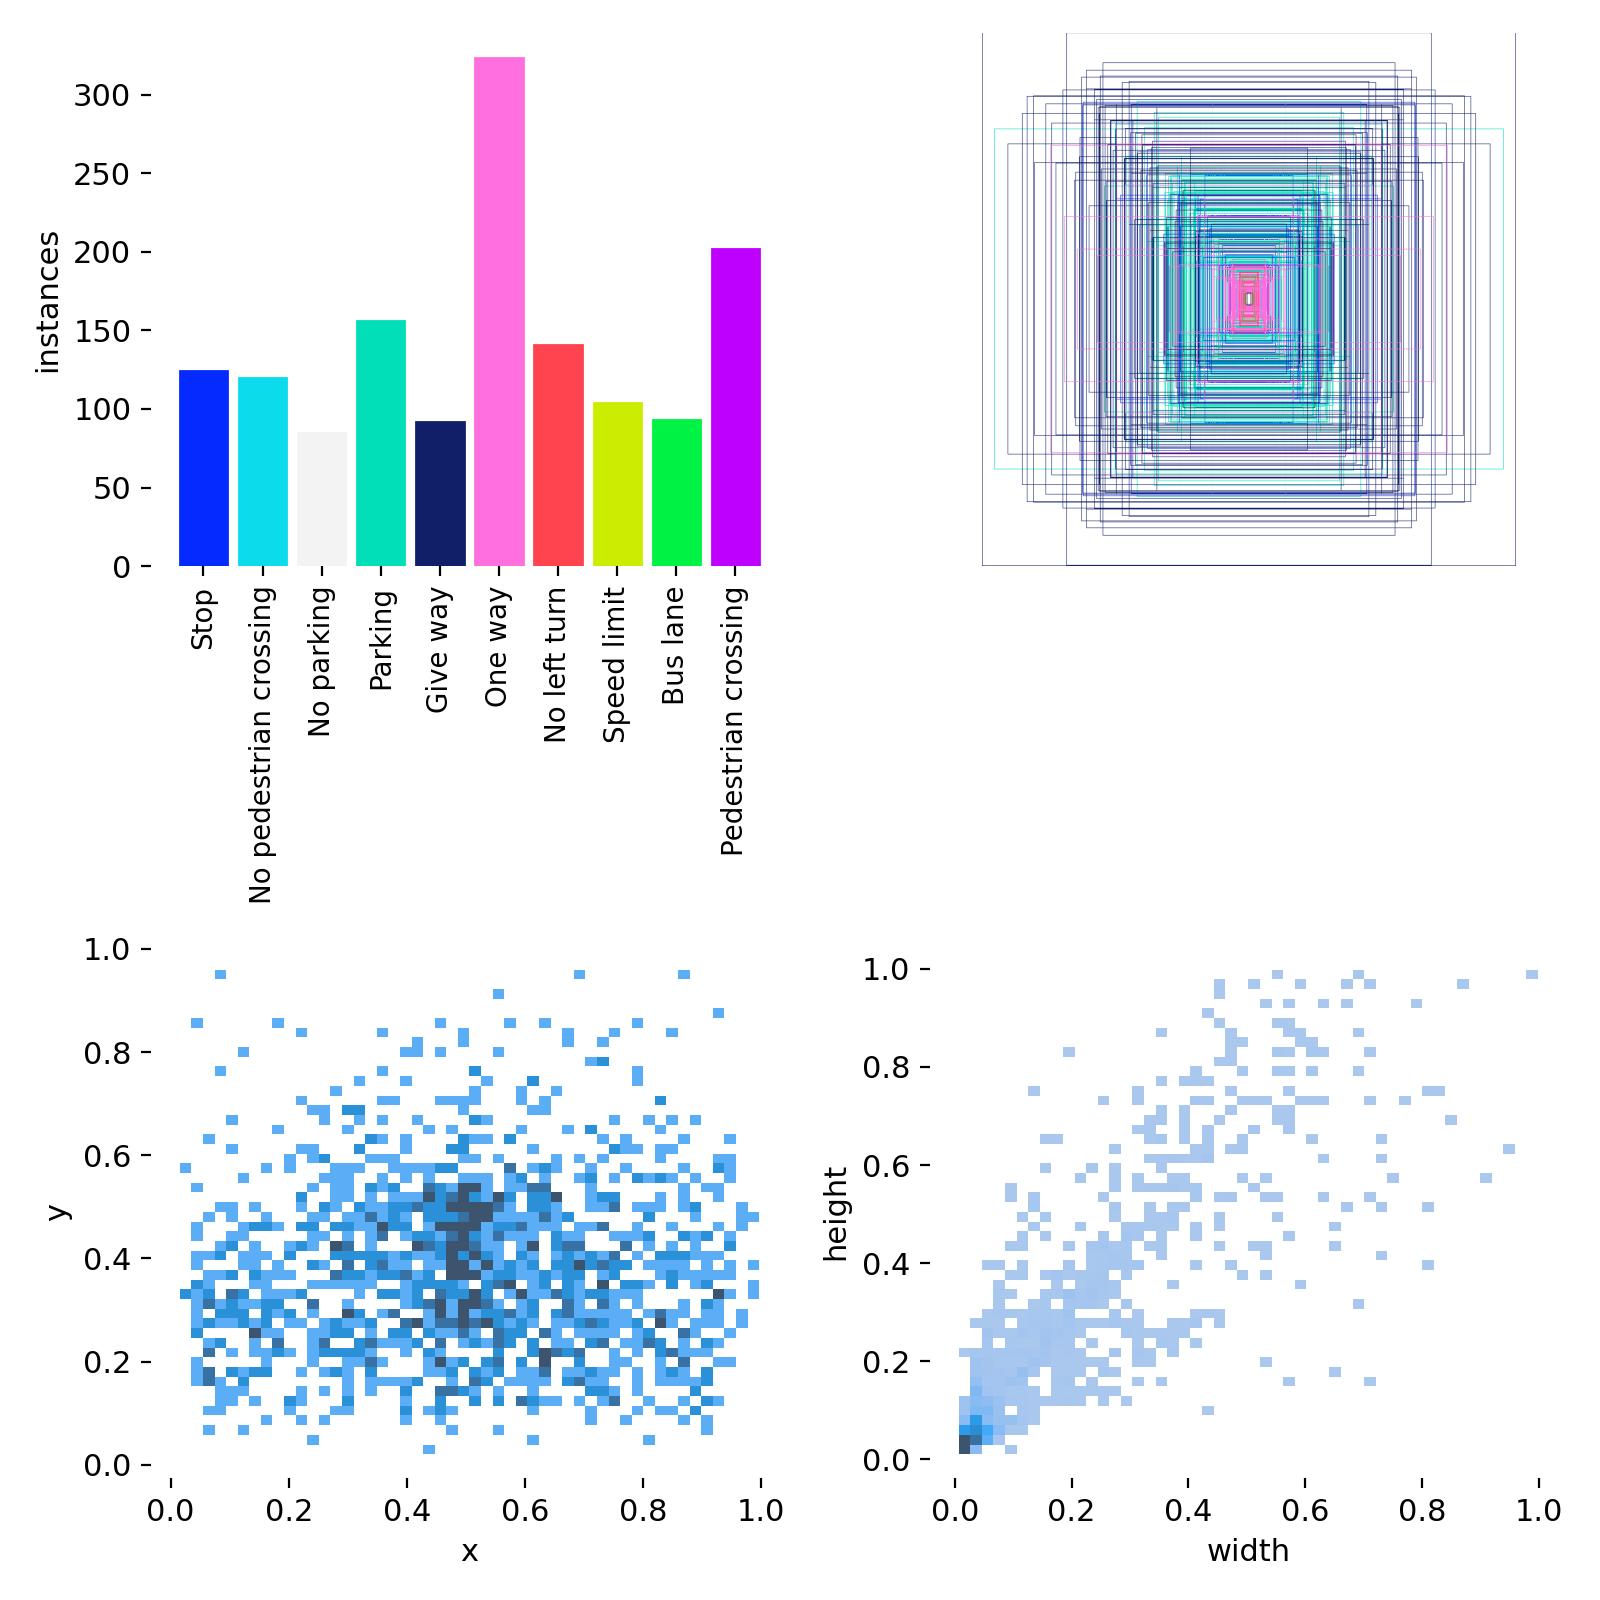 300
250
200
150
100
50
0
instances
Stop
No pedestrian crossing
No parking
Parking
Give way
One way
No left turn
Speed limit
Bus lane
Pedestrian crossing
1.0
0.8
0.6
0.4
0.2
0.0
y
0.0 0.2 0.4 0.6 0.8 1.0
x
1.0
0.8
0.6
0.4
0.2
0.0
height
0.0 0.2 0.4 0.6 0.8 1.0
width